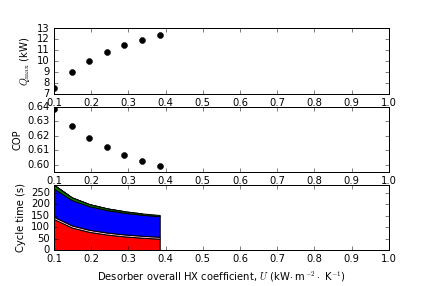 13
12
11
10
9
8
7
Q_max (kW)
0.1 0.2 0.3 0.4 0.5 0.6 0.7 0.8 0.9 1.0
0.64
0.63
0.62
0.61
0.60
COP
0.1 0.2 0.3 0.4 0.5 0.6 0.7 0.8 0.9 1.0
250
200
150
100
50
0
Cycle time (s)
0.1 0.2 0.3 0.4 0.5 0.6 0.7 0.8 0.9 1.0
Desorber overall HX coefficient, U (kW·m⁻²· K⁻¹)